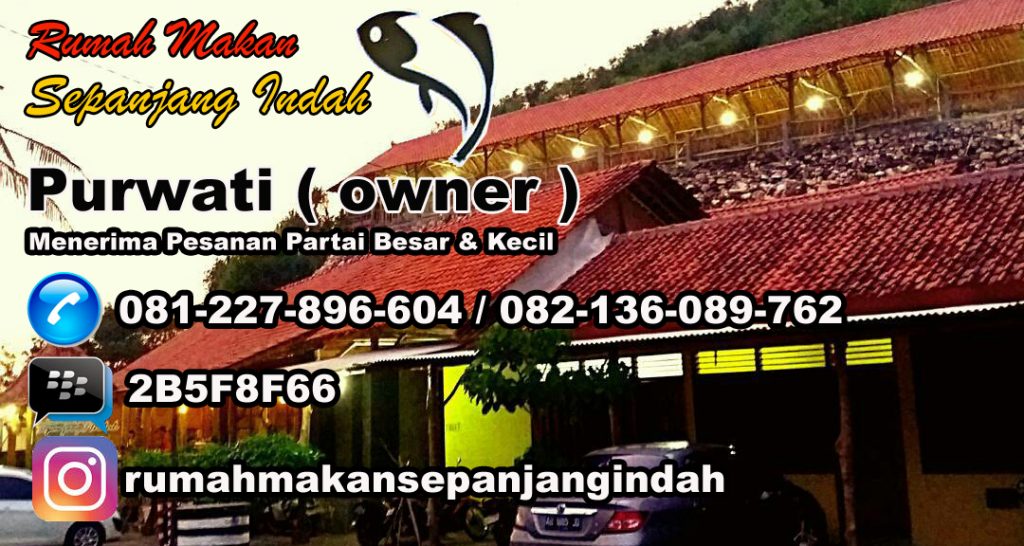 Rumah Makan
Sepanjang Indah
Purwati ( owner )
Menerima Pesanan Partai Besar & Kecil
081-227-896-604 / 082-136-089-762
2B5F8F66
rumahmakansepanjangindah